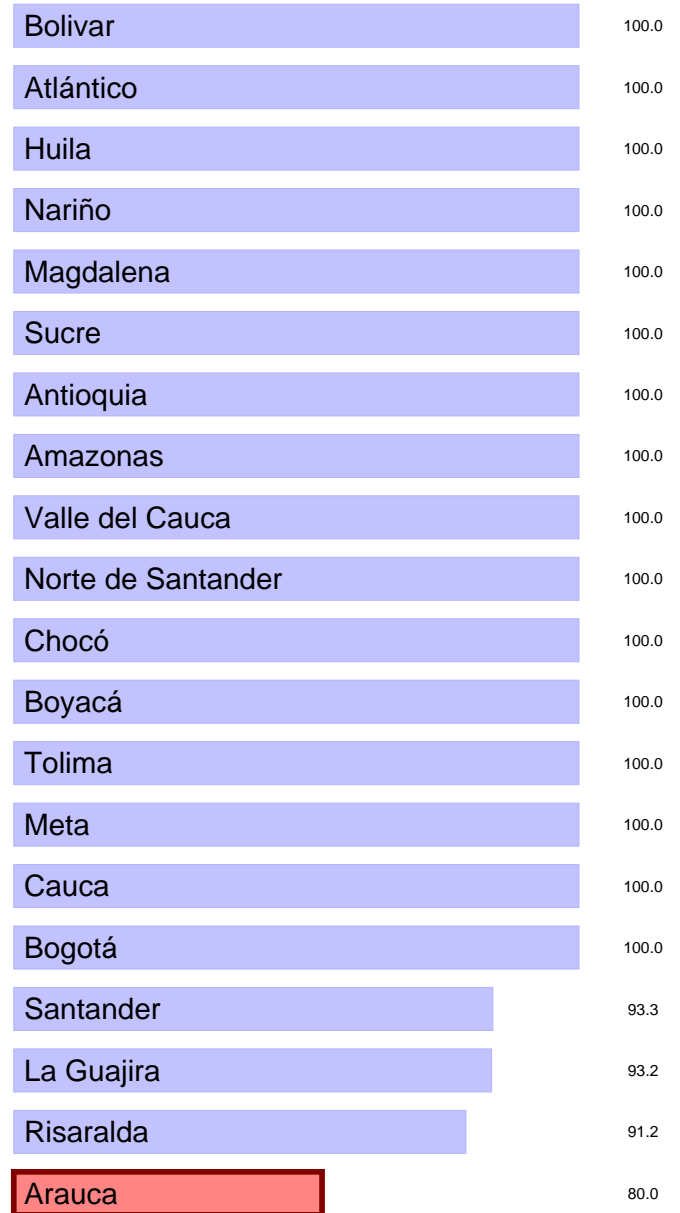 Bolivar 100.0
Atlántico 100.0
Huila 100.0
Nariño 100.0
Magdalena 100.0
Sucre 100.0
Antioquia 100.0
Amazonas 100.0
Valle del Cauca 100.0
Norte de Santander 100.0
Chocó 100.0
Boyacá 100.0
Tolima 100.0
Meta 100.0
Cauca 100.0
Bogotá 100.0
Santander 93.3
La Guajira 93.2
Risaralda 91.2
Arauca 80.0